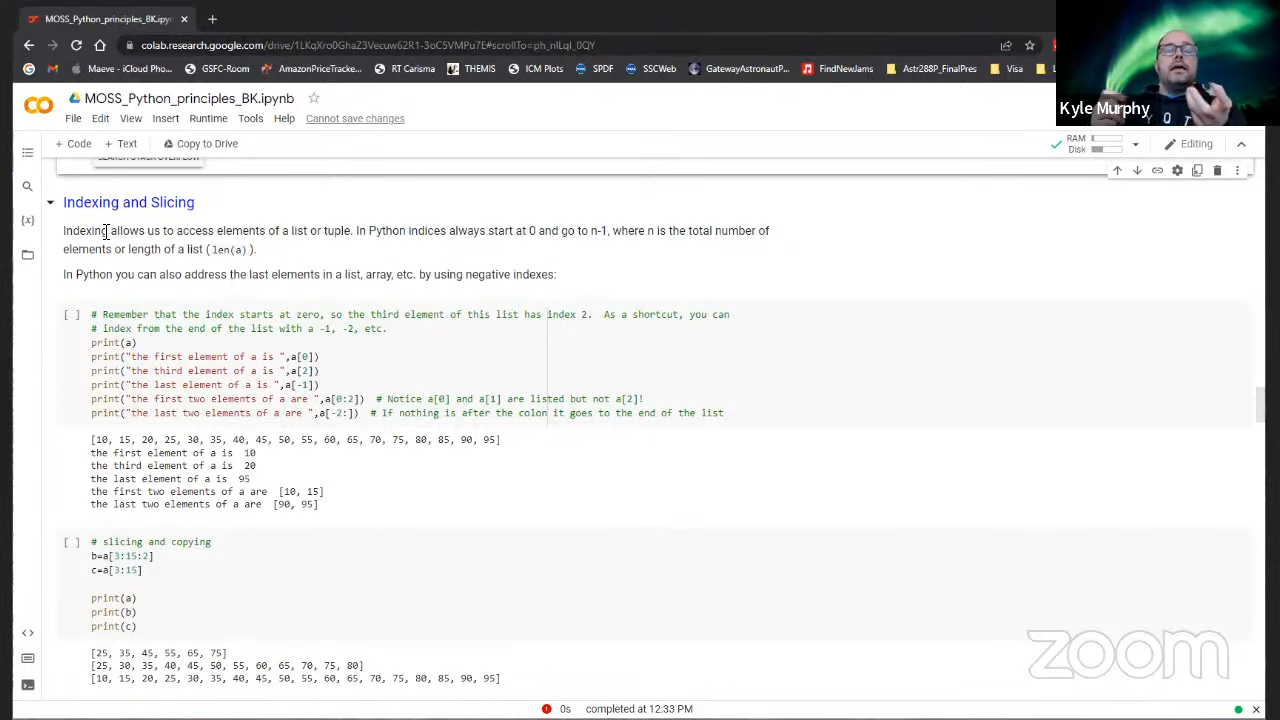 MOSS_Python_principles_BK.ipynb
colab.research.google.com/drive/1LKqXro0GhaZ3Vecuw62R1-3oC5VMPu7E#scrollTo=ph_nlLqI_0QY
Maeve - iCloud Pho...
GSFC-Room
AmazonPriceTracke...
RT Carisma
THEMIS
ICM Plots
SPDF
SSCWeb
GatewayAstronautP...
FindNewJams
Astr288P_FinalPres
Visa
Kyle Murphy
MOSS_Python_principles_BK.ipynb
File Edit View Insert Runtime Tools Help Cannot save changes
+ Code + Text Copy to Drive
RAM
Disk
Editing
SEARCH STACK OVERFLOW
Indexing and Slicing
Indexing allows us to access elements of a list or tuple. In Python indices always start at 0 and go to n-1, where n is the total number of
elements or length of a list (len(a)).
In Python you can also address the last elements in a list, array, etc. by using negative indexes:
[ ] # Remember that the index starts at zero, so the third element of this list has index 2. As a shortcut, you can
# index from the end of the list with a -1, -2, etc.
print(a)
print("the first element of a is ",a[0])
print("the third element of a is ",a[2])
print("the last element of a is ",a[-1])
print("the first two elements of a are ",a[0:2]) # Notice a[0] and a[1] are listed but not a[2]!
print("the last two elements of a are ",a[-2:]) # If nothing is after the colon it goes to the end of the list
[10, 15, 20, 25, 30, 35, 40, 45, 50, 55, 60, 65, 70, 75, 80, 85, 90, 95]
the first element of a is 10
the third element of a is 20
the last element of a is 95
the first two elements of a are [10, 15]
the last two elements of a are [90, 95]
[ ] # slicing and copying
b=a[3:15:2]
c=a[3:15]
print(a)
print(b)
print(c)
[25, 35, 45, 55, 65, 75]
[25, 30, 35, 40, 45, 50, 55, 60, 65, 70, 75, 80]
[10, 15, 20, 25, 30, 35, 40, 45, 50, 55, 60, 65, 70, 75, 80, 85, 90, 95]
zoom
0s completed at 12:33 PM